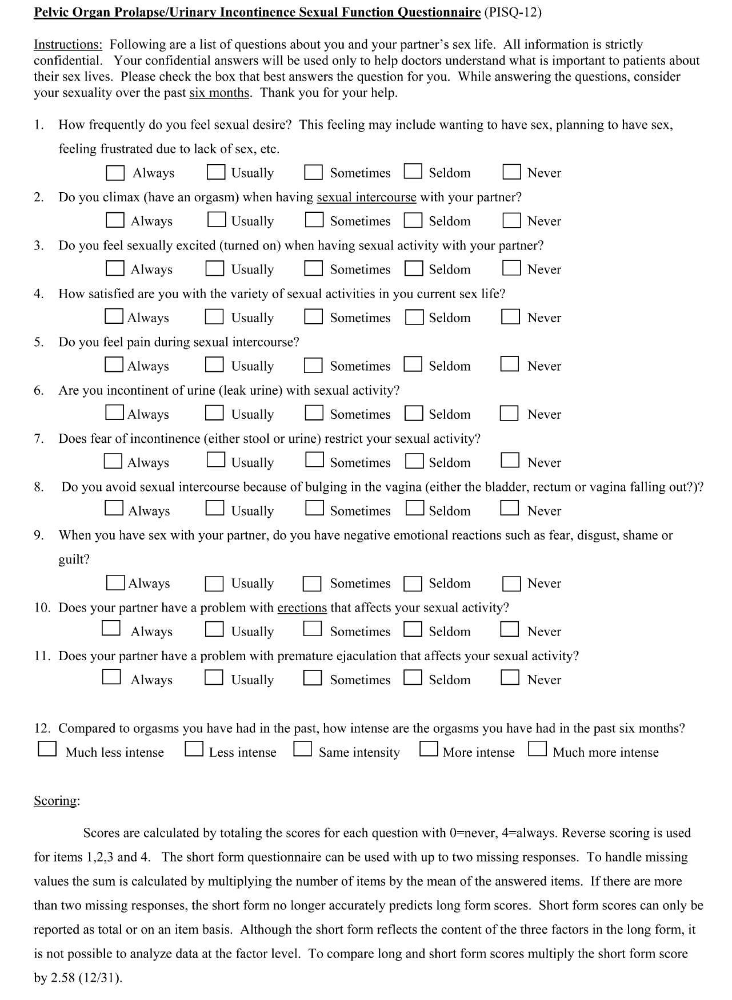 Pelvic Organ Prolapse/Urinary Incontinence Sexual Function Questionnaire (PISQ-12)
Instructions: Following are a list of questions about you and your partner's sex life. All information is strictly
confidential. Your confidential answers will be used only to help doctors understand what is important to patients about
their sex lives. Please check the box that best answers the question for you. While answering the questions, consider
your sexuality over the past six months. Thank you for your help.
1. How frequently do you feel sexual desire? This feeling may include wanting to have sex, planning to have sex,
feeling frustrated due to lack of sex, etc.
Always Usually Sometimes Seldom Never
2. Do you climax (have an orgasm) when having sexual intercourse with your partner?
Always Usually Sometimes Seldom Never
3. Do you feel sexually excited (turned on) when having sexual activity with your partner?
Always Usually Sometimes Seldom Never
4. How satisfied are you with the variety of sexual activities in you current sex life?
Always Usually Sometimes Seldom Never
5. Do you feel pain during sexual intercourse?
Always Usually Sometimes Seldom Never
6. Are you incontinent of urine (leak urine) with sexual activity?
Always Usually Sometimes Seldom Never
7. Does fear of incontinence (either stool or urine) restrict your sexual activity?
Always Usually Sometimes Seldom Never
8. Do you avoid sexual intercourse because of bulging in the vagina (either the bladder, rectum or vagina falling out?)?
Always Usually Sometimes Seldom Never
9. When you have sex with your partner, do you have negative emotional reactions such as fear, disgust, shame or
guilt?
Always Usually Sometimes Seldom Never
10. Does your partner have a problem with erections that affects your sexual activity?
Always Usually Sometimes Seldom Never
11. Does your partner have a problem with premature ejaculation that affects your sexual activity?
Always Usually Sometimes Seldom Never
12. Compared to orgasms you have had in the past, how intense are the orgasms you have had in the past six months?
Much less intense Less intense Same intensity More intense Much more intense
Scoring:
Scores are calculated by totaling the scores for each question with 0=never, 4=always. Reverse scoring is used
for items 1,2,3 and 4. The short form questionnaire can be used with up to two missing responses. To handle missing
values the sum is calculated by multiplying the number of items by the mean of the answered items. If there are more
than two missing responses, the short form no longer accurately predicts long form scores. Short form scores can only be
reported as total or on an item basis. Although the short form reflects the content of the three factors in the long form, it
is not possible to analyze data at the factor level. To compare long and short form scores multiply the short form score
by 2.58 (12/31).